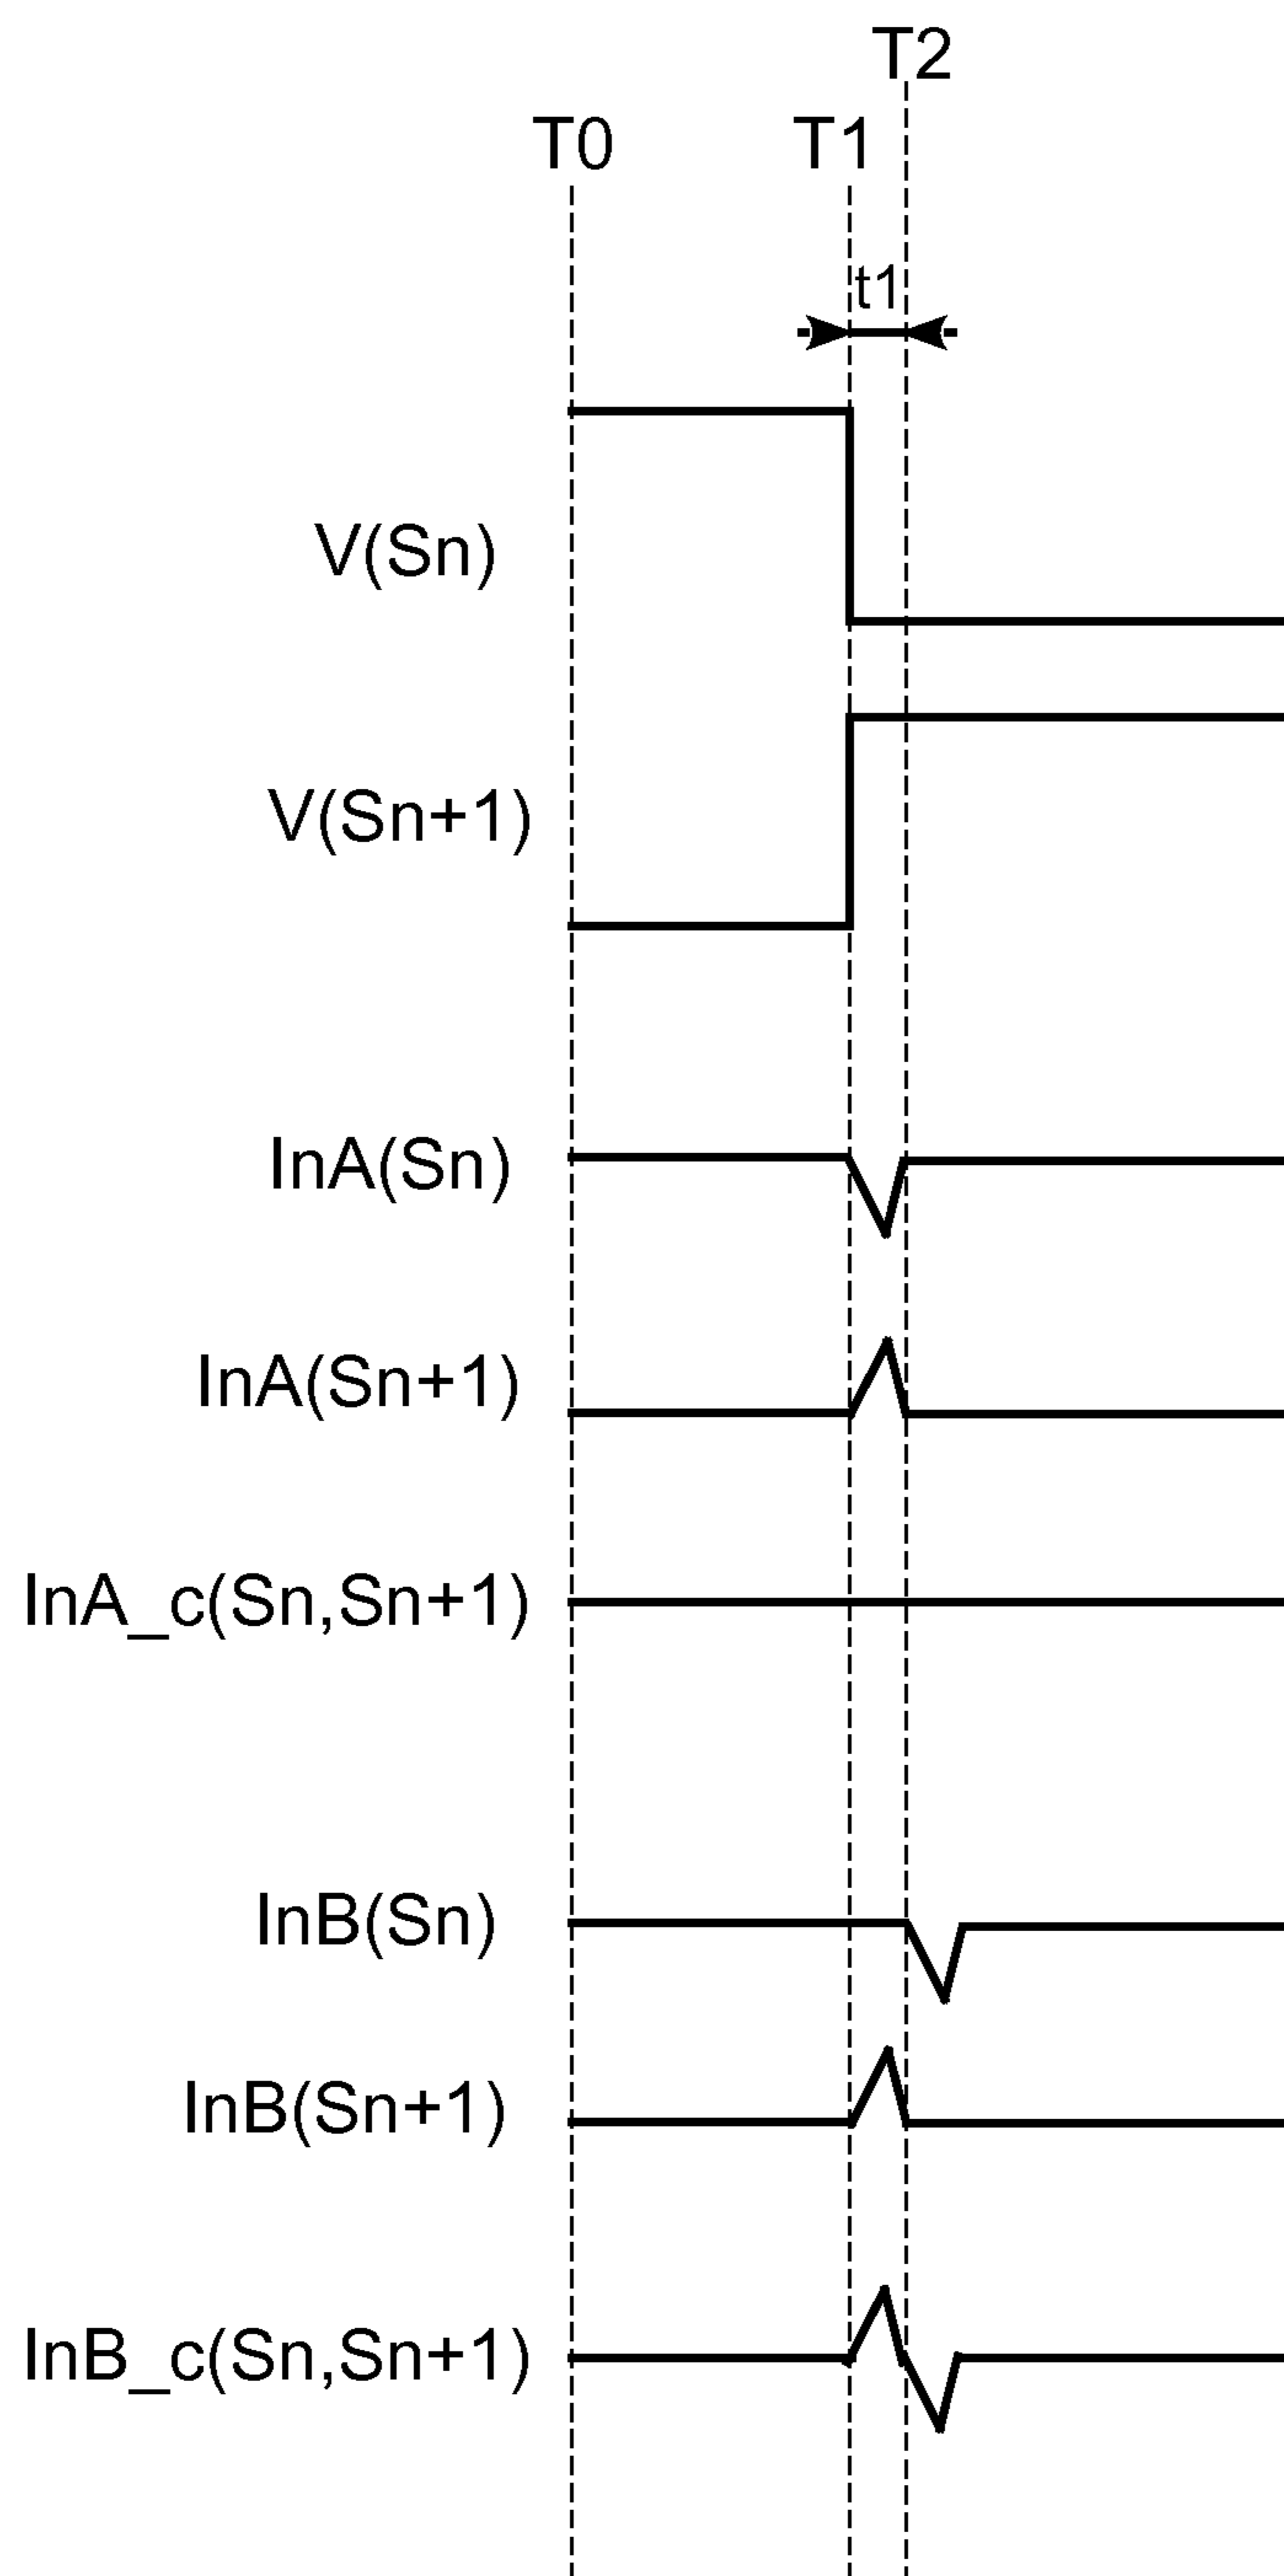 T2
T0
T1
t1
V(Sn)
V(Sn+1)
InA(Sn)
InA(Sn+1)
InA_c(Sn,Sn+1)
InB(Sn)
InB(Sn+1)
InB_c(Sn,Sn+1)